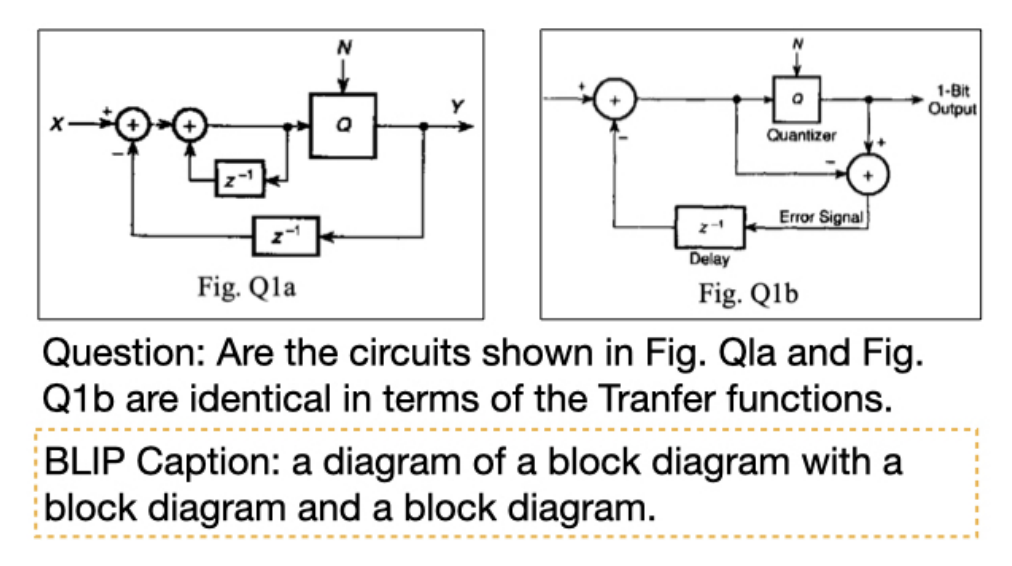 N
X
+
+
+
Q
Y
−
z⁻¹
z⁻¹
Fig. Q1a
N
+
+
Q
1-Bit
Output
Quantizer
−
−
+
+
Error Signal
z⁻¹
Delay
Fig. Q1b
Question: Are the circuits shown in Fig. Qla and Fig.
Q1b are identical in terms of the Tranfer functions.
BLIP Caption: a diagram of a block diagram with a
block diagram and a block diagram.